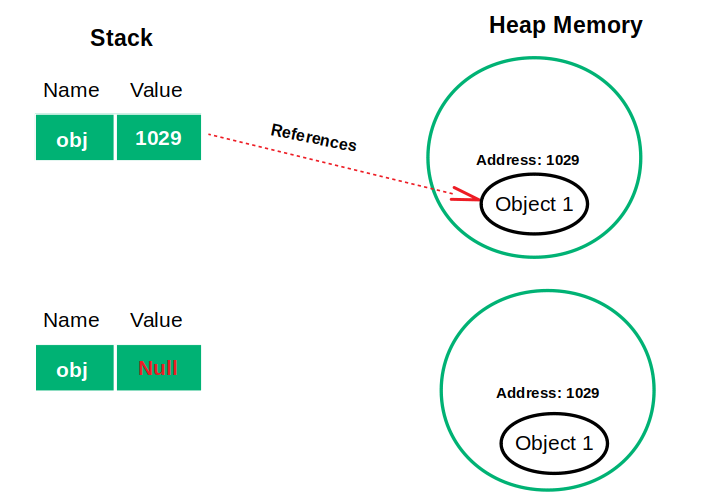 Stack
Heap Memory
Name Value
obj 1029
References
Address: 1029
Object 1
Name Value
obj Null
Address: 1029
Object 1